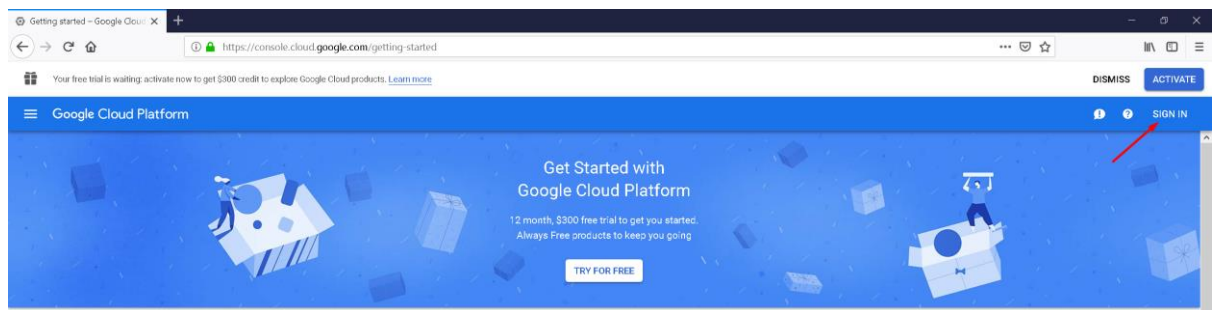 Getting started – Google Cloud
https://console.cloud.google.com/getting-started
Your free trial is waiting: activate now to get $300 credit to explore Google Cloud products. Learn more
DISMISS
ACTIVATE
Google Cloud Platform
SIGN IN
Get Started with
Google Cloud Platform
12 month, $300 free trial to get you started.
Always Free products to keep you going
TRY FOR FREE